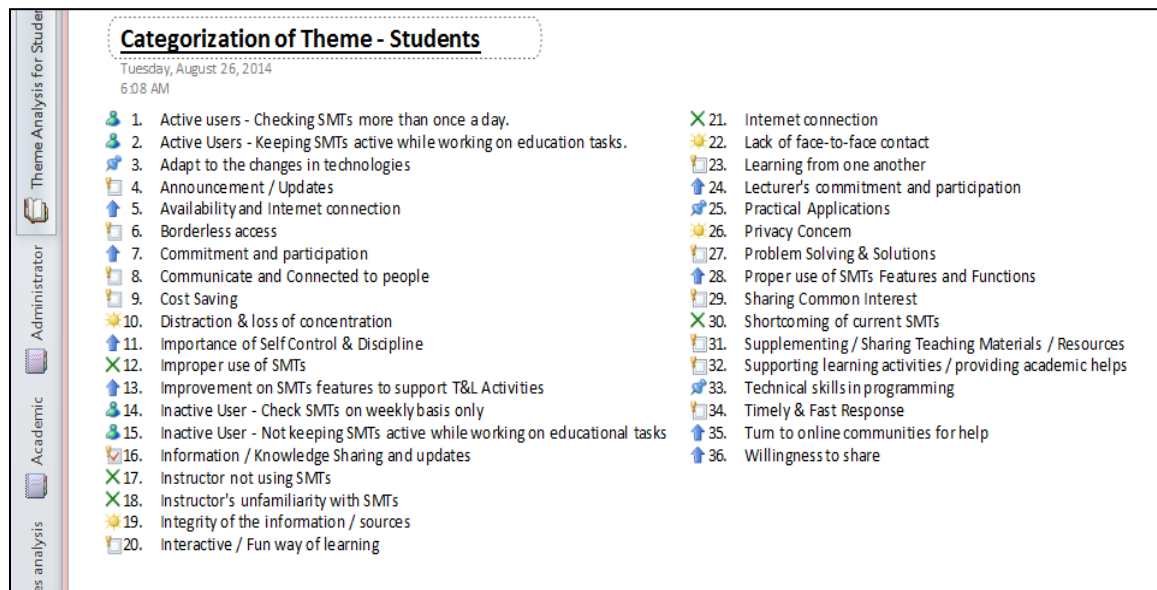 Categorization of Theme - Students
Tuesday, August 26, 2014
6:08 AM
1. Active users - Checking SMTs more than once a day.
2. Active Users - Keeping SMTs active while working on education tasks.
3. Adapt to the changes in technologies
4. Announcement / Updates
5. Availability and Internet connection
6. Borderless access
7. Commitment and participation
8. Communicate and Connected to people
9. Cost Saving
10. Distraction & loss of concentration
11. Importance of Self Control & Discipline
12. Improper use of SMTs
13. Improvement on SMTs features to support T&L Activities
14. Inactive User - Check SMTs on weekly basis only
15. Inactive User - Not keeping SMTs active while working on educational tasks
16. Information / Knowledge Sharing and updates
17. Instructor not using SMTs
18. Instructor's unfamiliarity with SMTs
19. Integrity of the information / sources
20. Interactive / Fun way of learning
21. Internet connection
22. Lack of face-to-face contact
23. Learning from one another
24. Lecturer's commitment and participation
25. Practical Applications
26. Privacy Concern
27. Problem Solving & Solutions
28. Proper use of SMTs Features and Functions
29. Sharing Common Interest
30. Shortcoming of current SMTs
31. Supplementing / Sharing Teaching Materials / Resources
32. Supporting learning activities / providing academic helps
33. Technical skills in programming
34. Timely & Fast Response
35. Turn to online communities for help
36. Willingness to share
Theme Analysis for Studen
Administrator
Academic
es analysis